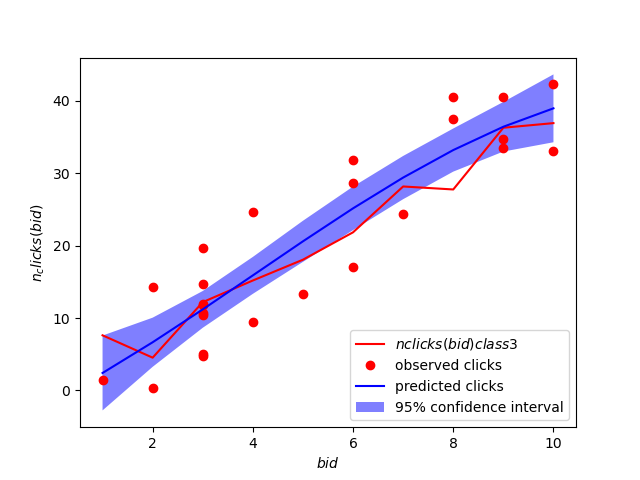 40
30
20
10
0
n_clicks(bid)
2
4
6
8
10
bid
nclicks(bid)class3
observed clicks
predicted clicks
95% confidence interval